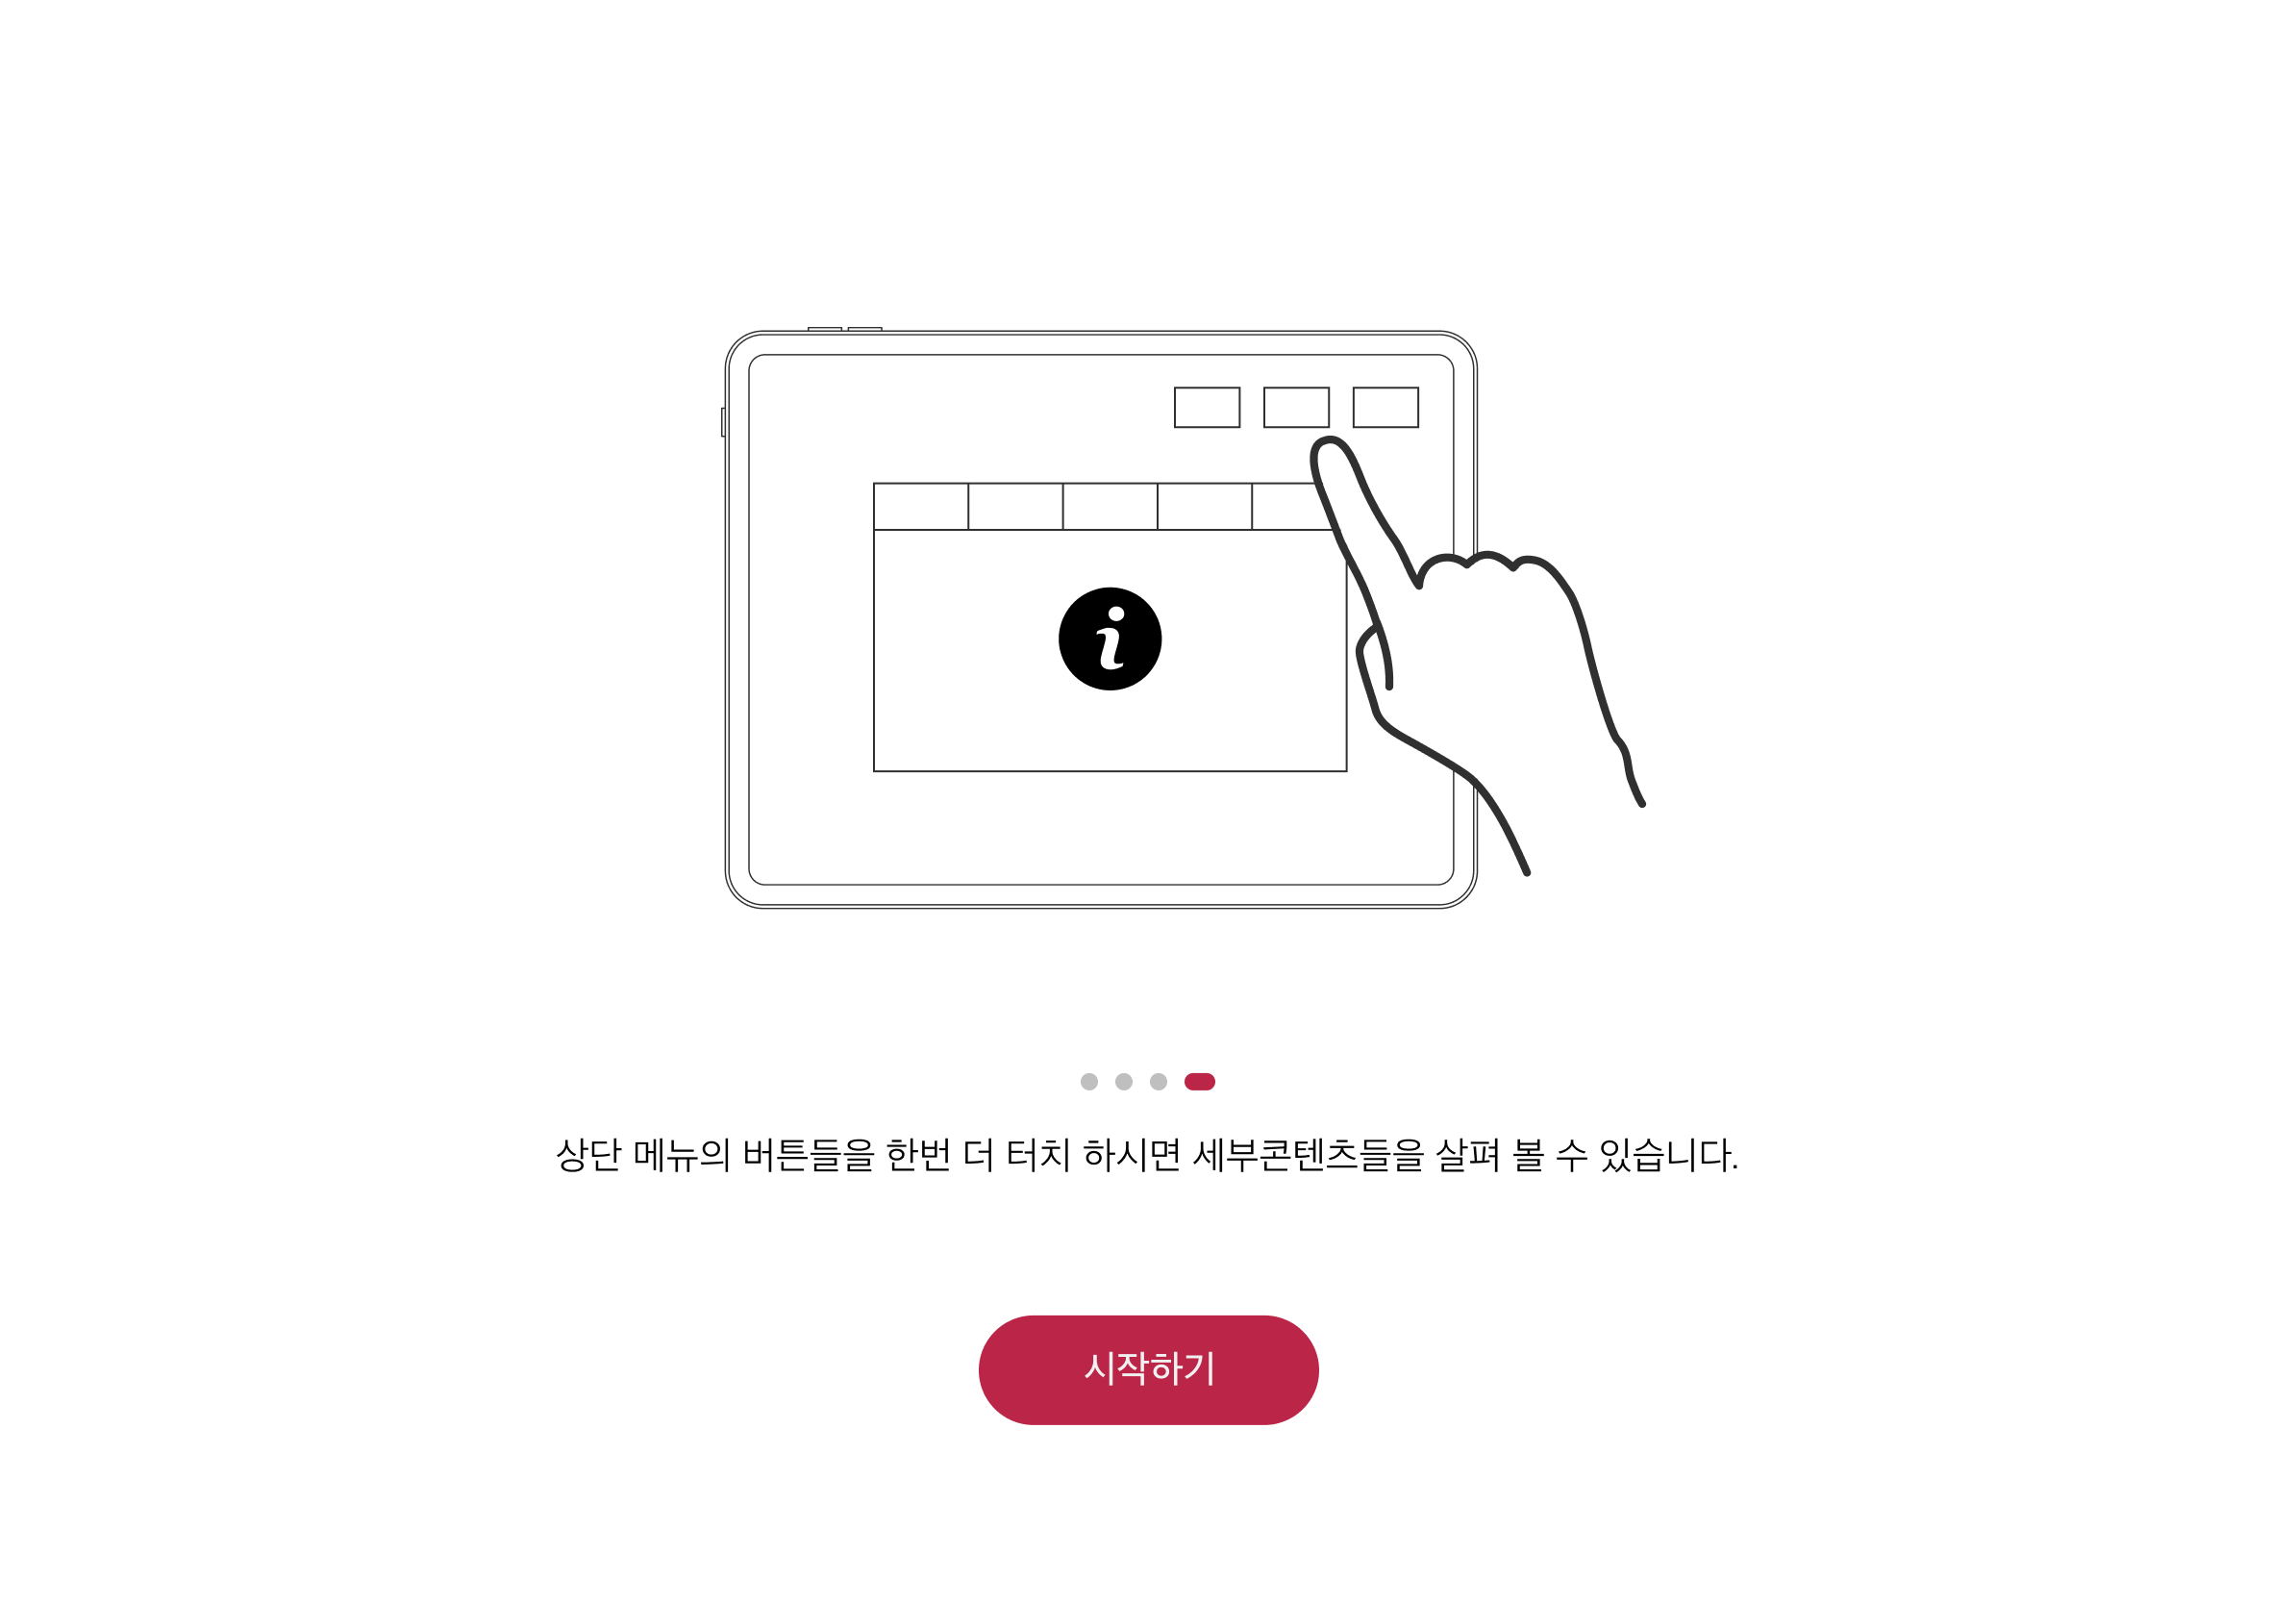 i
상단 메뉴의 버튼들을 한번 더 터치 하시면 세부콘텐츠들을 살펴 볼 수 있습니다.
시작하기